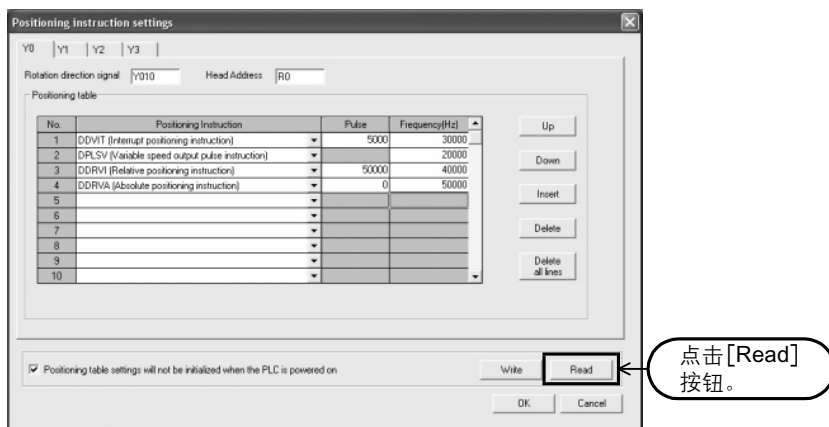 Positioning instruction settings
Y0 Y1 Y2 Y3
Rotation direction signal Y010 Head Address R0
Positioning table
No. Positioning Instruction Pulse Frequency(Hz)
1 DDVIT (Interrupt positioning instruction) 5000 30000
2 DPLSV (Variable speed output pulse instruction) 20000
3 DDRVI (Relative positioning instruction) 50000 40000
4 DDRVA (Absolute positioning instruction) 0 50000
5
6
7
8
9
10
Up
Down
Insert
Delete
Delete
all lines
Positioning table settings will not be initialized when the PLC is powered on
Write Read
OK Cancel
点击[Read]
按钮。